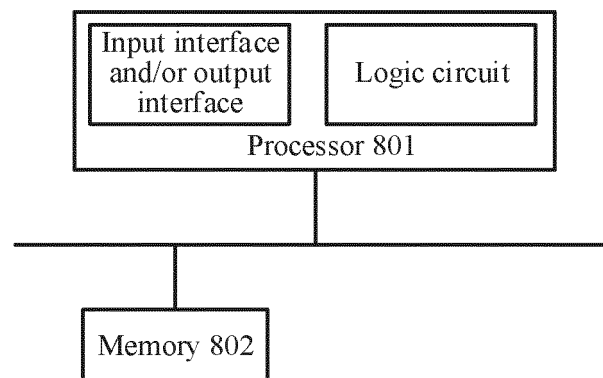 Input interface
and/or output
interface
Logic circuit
Processor 801
Memory 802